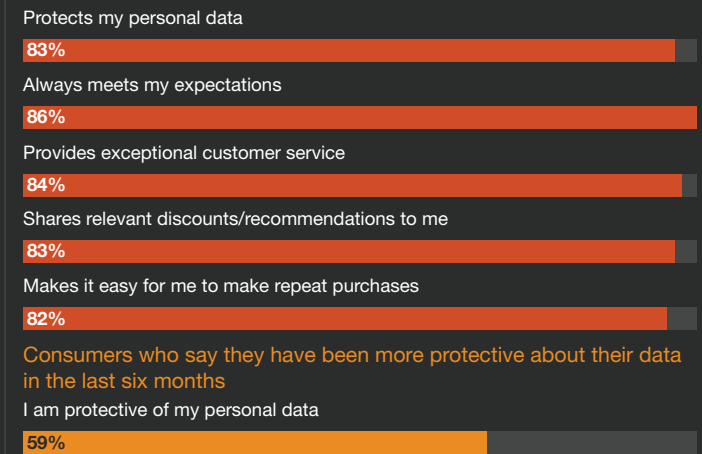 Protects my personal data
83%
Always meets my expectations
86%
Provides exceptional customer service
84%
Shares relevant discounts/recommendations to me
83%
Makes it easy for me to make repeat purchases
82%
Consumers who say they have been more protective about their data
in the last six months
I am protective of my personal data
59%